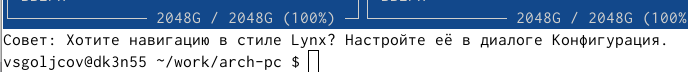 2048G / 2048G (100%) 2048G / 2048G (100%
Совет: Хотите навигацию в стиле Lynx? Настройте её в диалоге Конфигурация.
vsgoljcov@dk3n55 ~/work/arch-pc $